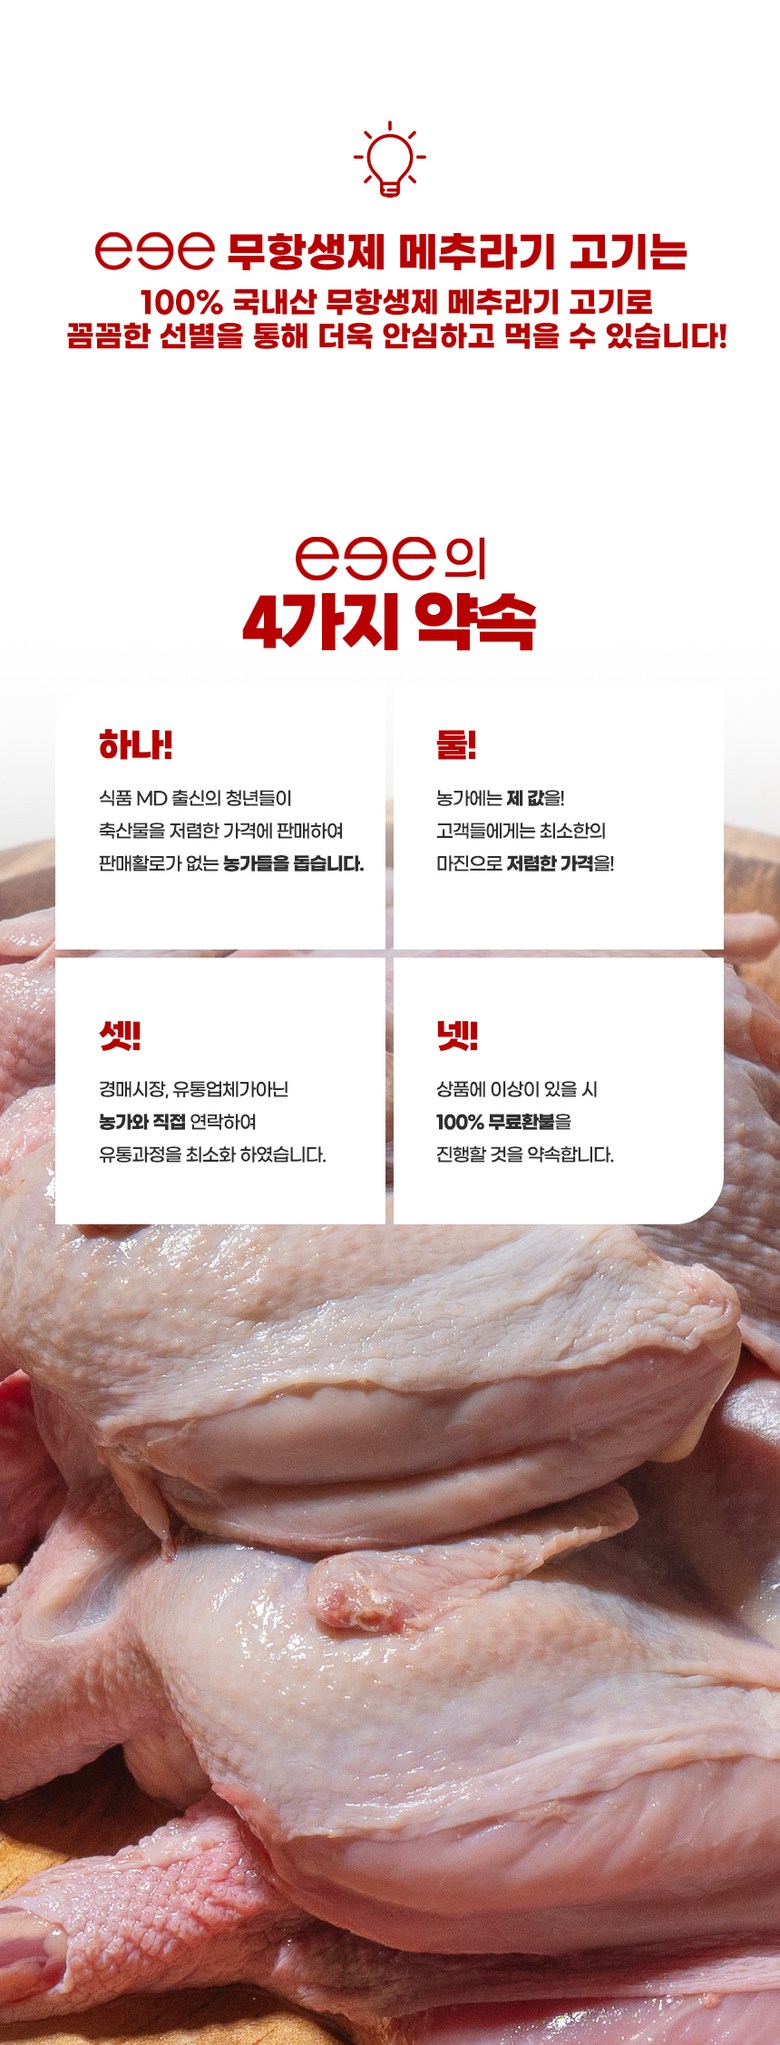 eee 무항생제 메추라기 고기는
100% 국내산 무항생제 메추라기 고기로
꼼꼼한 선별을 통해 더욱 안심하고 먹을 수 있습니다!
eee의
4가지 약속
하나!
식품 MD 출신의 청년들이
축산물을 저렴한 가격에 판매하여
판매활로가 없는 농가들을 돕습니다.
둘!
농가에는 제 값을!
고객들에게는 최소한의
마진으로 저렴한 가격을!
셋!
경매시장, 유통업체가아닌
농가와 직접 연락하여
유통과정을 최소화 하였습니다.
넷!
상품에 이상이 있을 시
100% 무료환불을
진행할 것을 약속합니다.